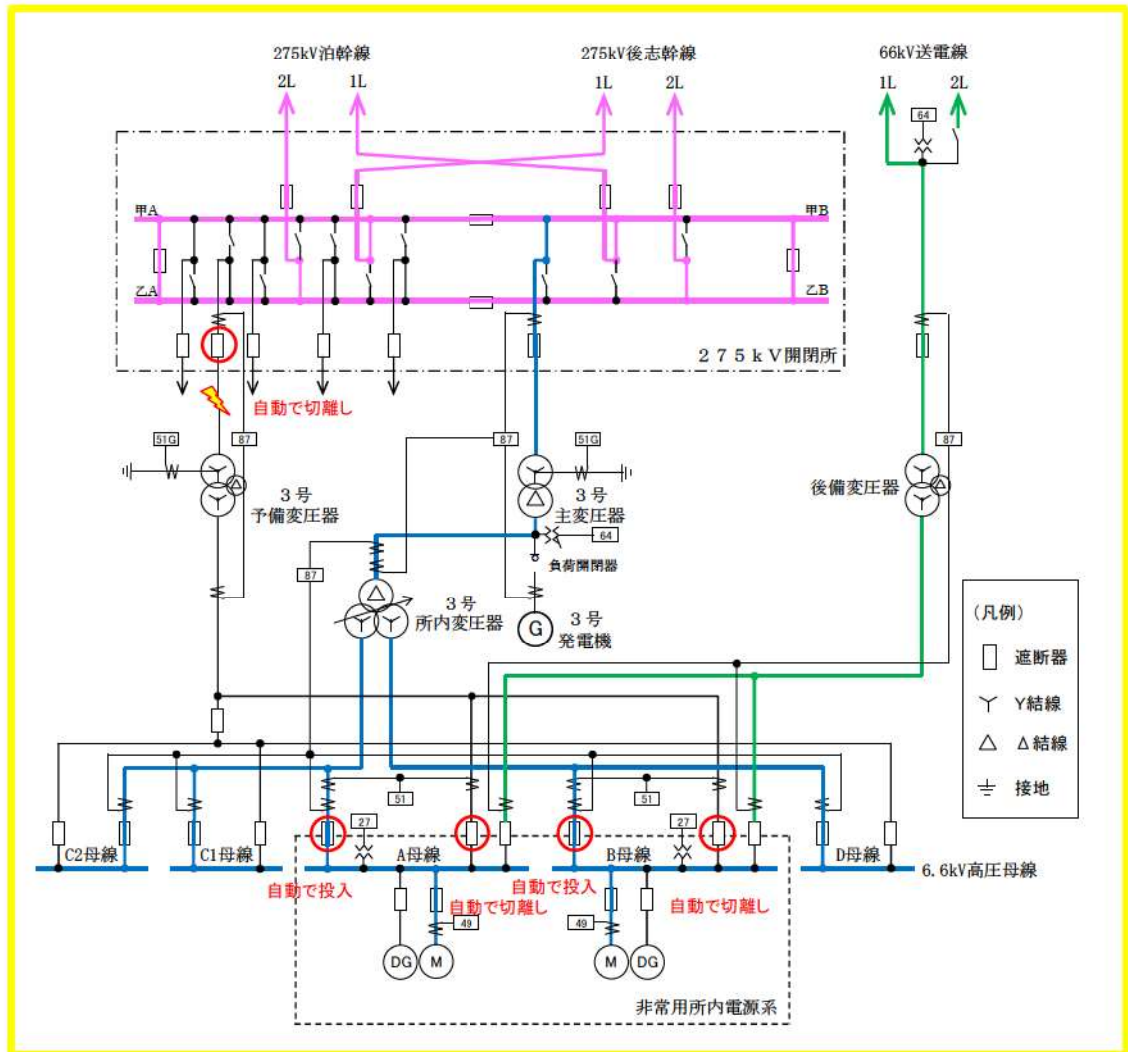 275kV泊幹線
275kV後志幹線
66kV送電線
2L
1L
1L
2L
1L
2L
64
甲A
甲B
乙A
乙B
275kV開閉所
自動で切離し
51G
87
87
51G
87
3号
予備変圧器
3号
主変圧器
後備変圧器
64
87
負荷開閉器
3号
所内変圧器
G
3号
発電機
(凡例)
遮断器
Y結線
Δ結線
接地
51
51
27
27
C2母線
C1母線
A母線
B母線
D母線
6.6kV高圧母線
自動で投入
自動で切離し
自動で投入
自動で切離し
49
49
DG
M
M
DG
非常用所内電源系